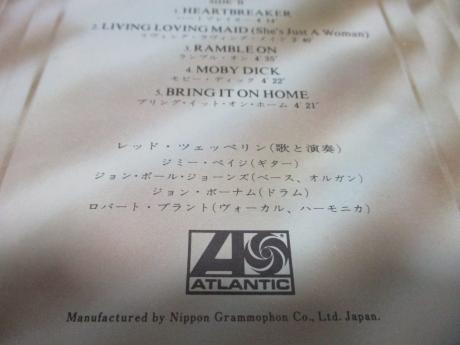 SIDE B
1. HEARTBREAKER
ハートブレイカー 4'14"
2. LIVING LOVING MAID (She's Just A Woman)
リヴィング・ラヴィング・メイド 2'40"
3. RAMBLE ON
ランブル・オン 4'35"
4. MOBY DICK
モビー・ディック 4'22"
5. BRING IT ON HOME
ブリング・イット・オン・ホーム 4'21"
レッド・ツェッペリン(歌と演奏)
ジミー・ペイジ(ギター)
ジョン・ポール・ジョーンズ(ベース、オルガン)
ジョン・ボーナム(ドラム)
ロバート・プラント(ヴォーカル、ハーモニカ)
ATLANTIC
Manufactured by Nippon Grammophon Co., Ltd. Japan.